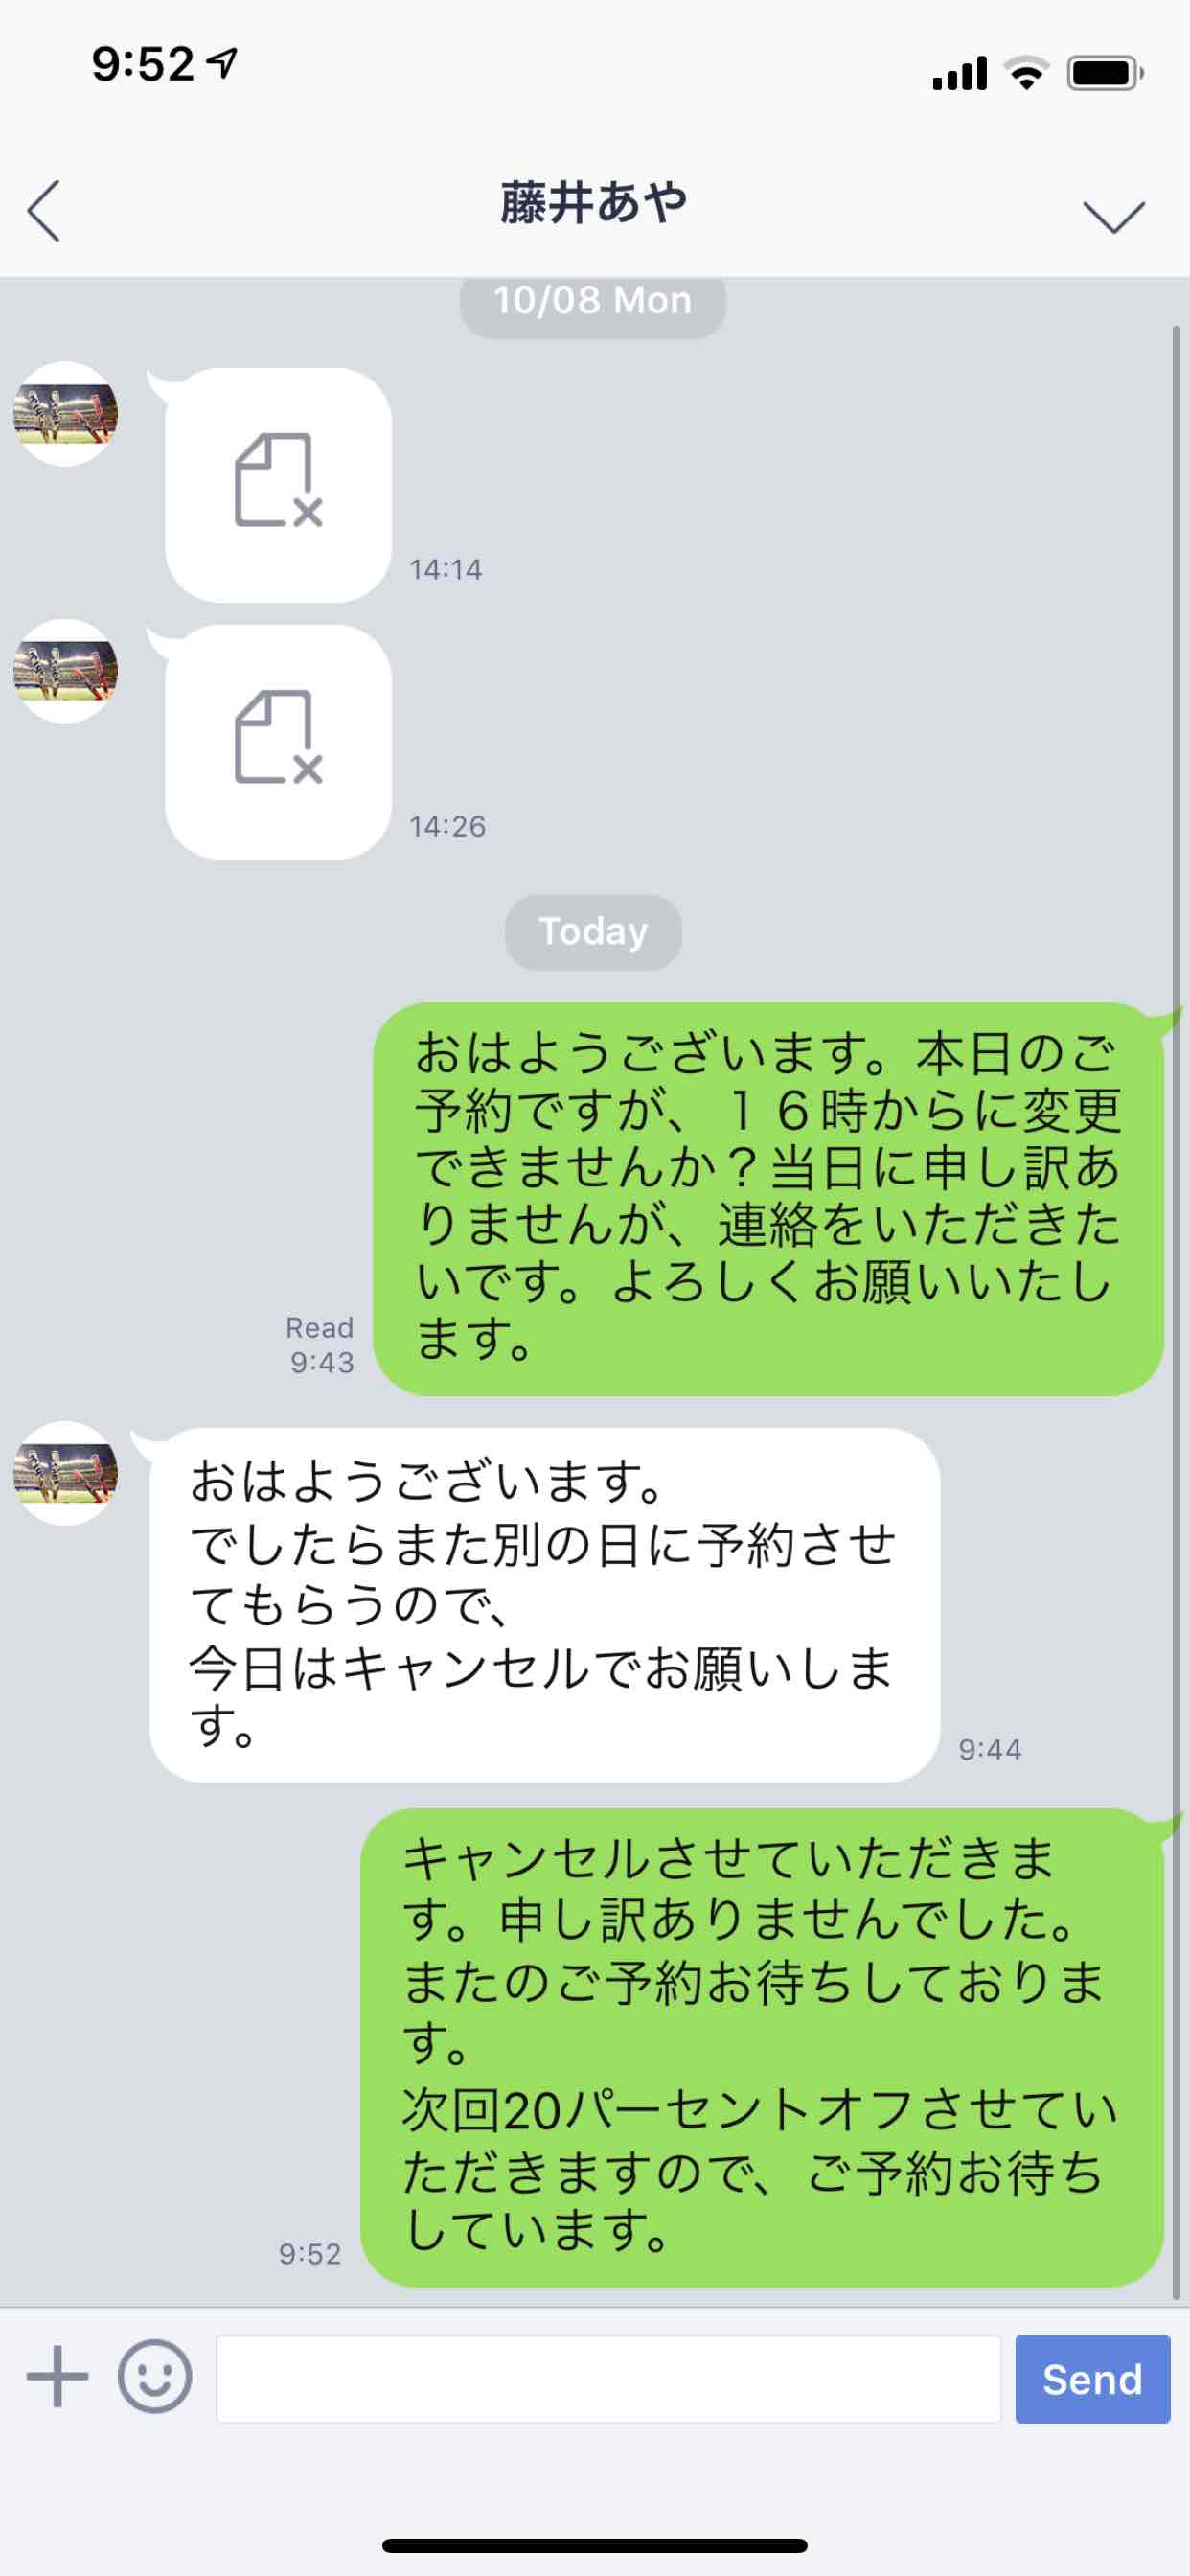 9:52
藤井あや
10/08 Mon
14:14
14:26
Today
おはようございます。本日のご
予約ですが、１６時からに変更
できませんか？当日に申し訳あ
りませんが、連絡をいただきた
いです。よろしくお願いいたし
ます。
Read
9:43
おはようございます。
でしたらまた別の日に予約させ
てもらうので、
今日はキャンセルでお願いしま
す。
9:44
キャンセルさせていただきま
す。申し訳ありませんでした。
またのご予約お待ちしておりま
す。
次回20パーセントオフさせてい
ただきますので、ご予約お待ち
しています。
9:52
Send